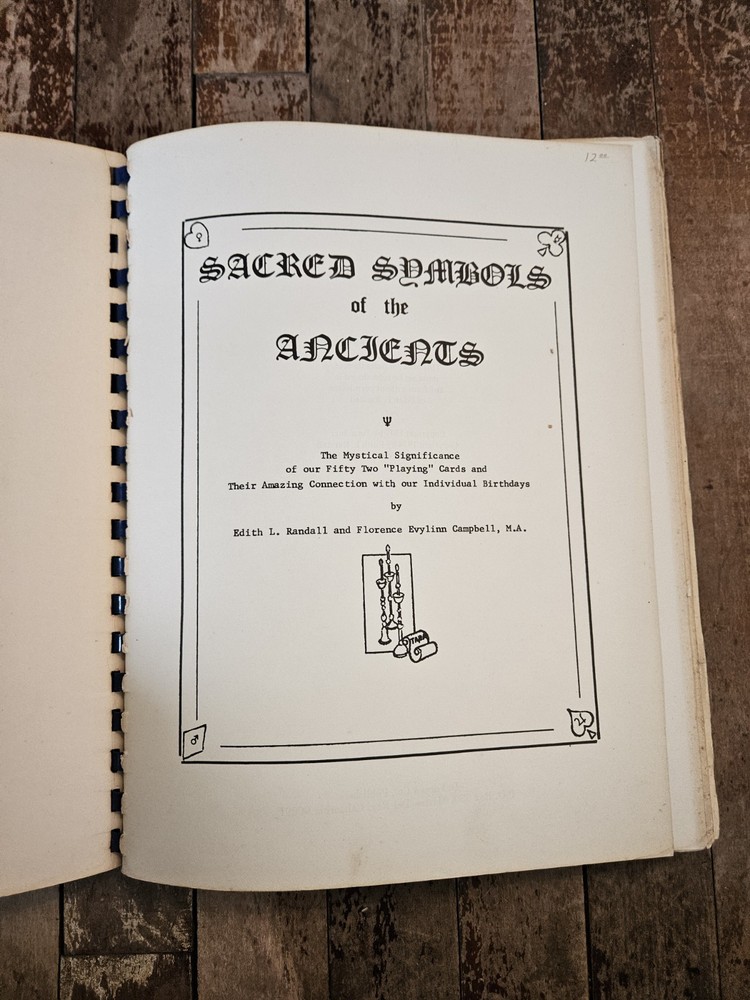 12 00
SACRED SYMBOLS
of the
ANCIENTS
Ψ
The Mystical Significance
of our Fifty Two "Playing" Cards and
Their Amazing Connection with our Individual Birthdays
by
Edith L. Randall and Florence Evylinn Campbell, M.A.